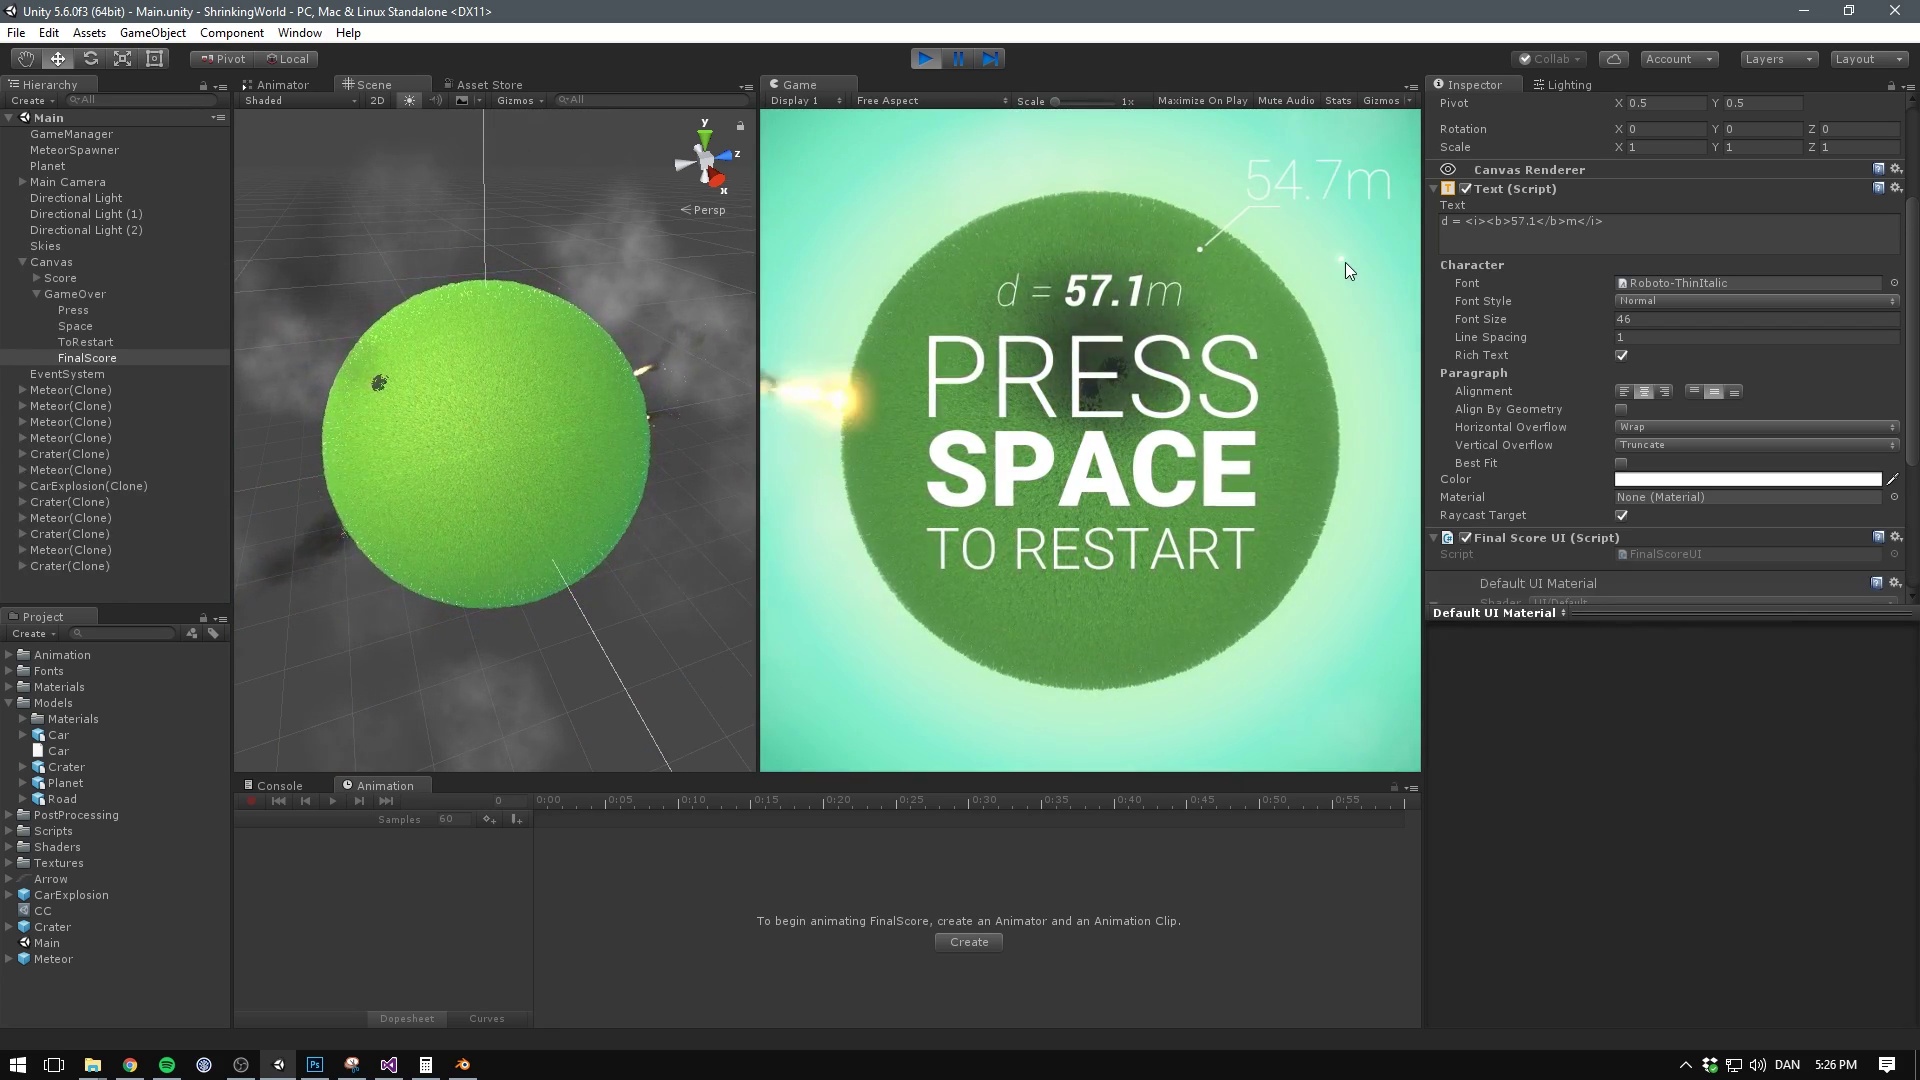 Unity 5.6.0f3 (64bit) - Main.unity - ShrinkingWorld - PC, Mac & Linux Standalone <DX11>
File Edit Assets GameObject Component Window Help
Pivot Local
Collab Account Layers Layout
Hierarchy
Create All
Main
GameManager
MeteorSpawner
Planet
Main Camera
Directional Light
Directional Light (1)
Directional Light (2)
Skies
Canvas
Score
GameOver
Press
Space
ToRestart
FinalScore
EventSystem
Meteor(Clone)
Meteor(Clone)
Meteor(Clone)
Meteor(Clone)
Crater(Clone)
Meteor(Clone)
CarExplosion(Clone)
Crater(Clone)
Meteor(Clone)
Crater(Clone)
Meteor(Clone)
Crater(Clone)
Project
Create
Animation
Fonts
Materials
Models
Materials
Car
Car
Crater
Planet
Road
PostProcessing
Scripts
Shaders
Textures
Arrow
CarExplosion
CC
Crater
Main
Meteor
Animator Scene Asset Store
Shaded 2D Gizmos All
y
z
x
Persp
Game
Display 1 Free Aspect Scale 1x Maximize On Play Mute Audio Stats Gizmos
54.7m
d = 57.1m
PRESS
SPACE
TO RESTART
Console Animation
0 0:00 0:05 0:10 0:15 0:20 0:25 0:30 0:35 0:40 0:45 0:50 0:55
Samples 60
To begin animating FinalScore, create an Animator and an Animation Clip.
Create
Dopesheet Curves
Inspector Lighting
Pivot X 0.5 Y 0.5
Rotation X 0 Y 0 Z 0
Scale X 1 Y 1 Z 1
Canvas Renderer
Text (Script)
Text
d = <i><b>57.1</b>m</i>
Character
Font Roboto-ThinItalic
Font Style Normal
Font Size 46
Line Spacing 1
Rich Text
Paragraph
Alignment
Align By Geometry
Horizontal Overflow Wrap
Vertical Overflow Truncate
Best Fit
Color
Material None (Material)
Raycast Target
Final Score UI (Script)
Script FinalScoreUI
Default UI Material
Shader UI/Default
Default UI Material
Ps
DAN 5:26 PM